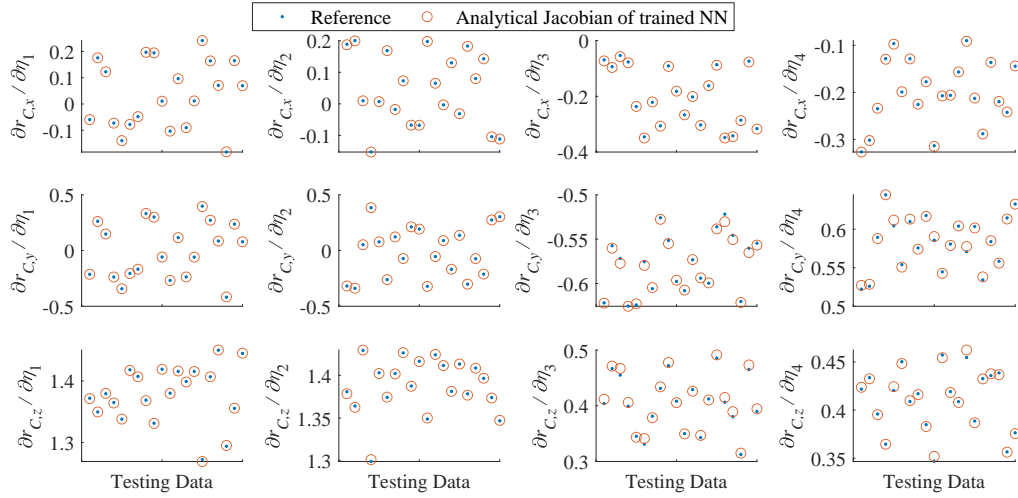 Reference Analytical Jacobian of trained NN
∂r_{C,x} / ∂η_1
0.2
0.1
0
-0.1
∂r_{C,x} / ∂η_2
0.2
0.1
0
-0.1
∂r_{C,x} / ∂η_3
0
-0.2
-0.4
∂r_{C,x} / ∂η_4
-0.1
-0.2
-0.3
∂r_{C,y} / ∂η_1
0.5
0
-0.5
∂r_{C,y} / ∂η_2
0.5
0
-0.5
∂r_{C,y} / ∂η_3
-0.5
-0.55
-0.6
∂r_{C,y} / ∂η_4
0.6
0.55
0.5
∂r_{C,z} / ∂η_1
1.4
1.3
∂r_{C,z} / ∂η_2
1.4
1.35
1.3
∂r_{C,z} / ∂η_3
0.5
0.4
0.3
∂r_{C,z} / ∂η_4
0.45
0.4
0.35
Testing Data
Testing Data
Testing Data
Testing Data